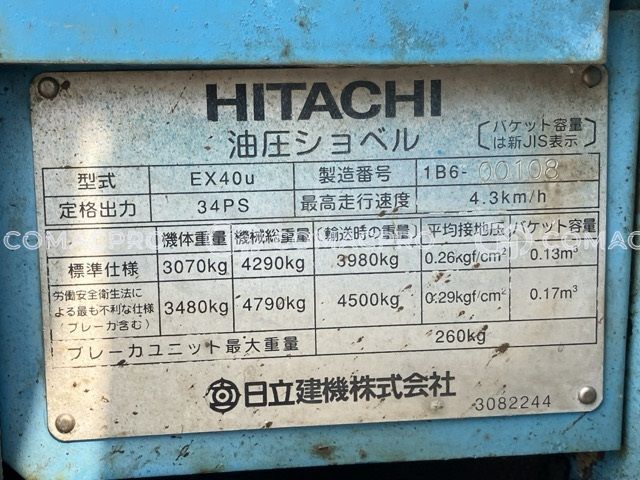 HITACHI
油圧ショベル
バケット容量
は新JIS表示
型式 EX40u 製造番号 1B6-00108
定格出力 34PS 最高走行速度 4.3km/h
機体重量 機械総重量 (輸送時の重量) 平均接地圧 バケット容量
標準仕様 3070kg 4290kg 3980kg 0.26kgf/cm² 0.13m³
労働安全衛生法に
よる最も不利な仕様
(ブレーカ含む) 3480kg 4790kg 4500kg 0.29kgf/cm² 0.17m³
ブレーカユニット最大重量 260kg
日立建機株式会社
3082244